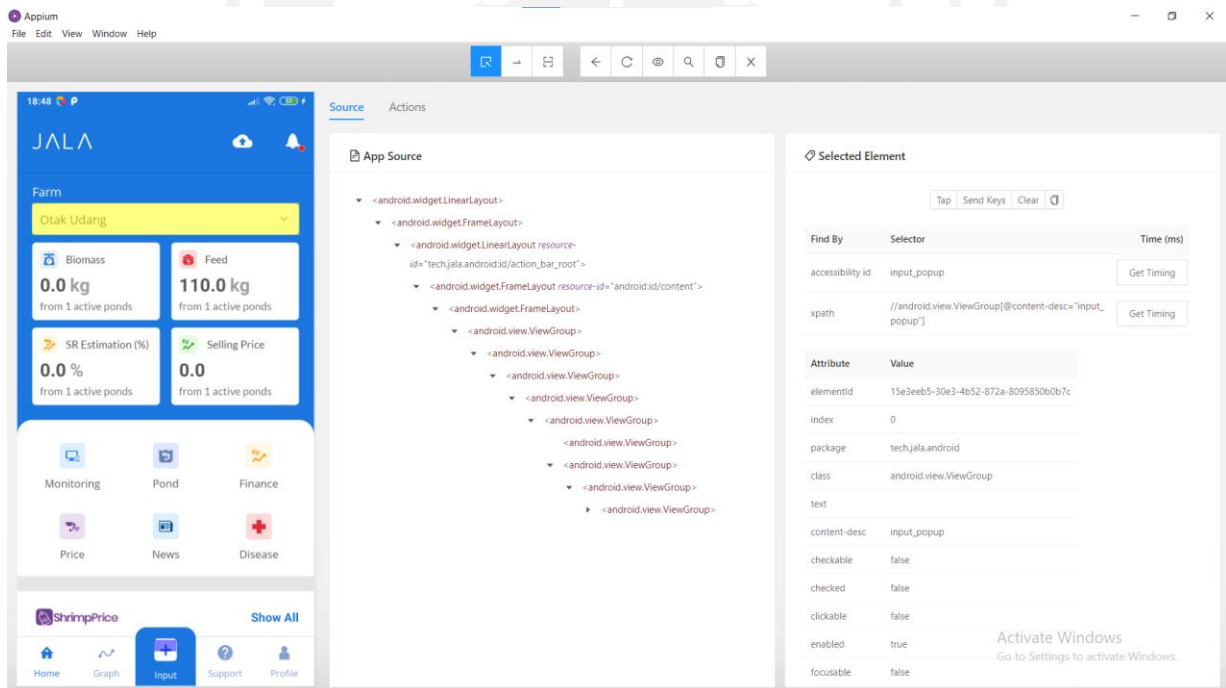 Appium
File Edit View Window Help
18:48
JALA
Farm
Otak Udang
Biomass
0.0 kg
from 1 active ponds
Feed
110.0 kg
from 1 active ponds
SR Estimation (%)
0.0 %
from 1 active ponds
Selling Price
0.0
from 1 active ponds
Monitoring Pond Finance
Price News Disease
ShrimpPrice Show All
Home Graph Input Support Profile
Source Actions
App Source
<android.widget.LinearLayout>
<android.widget.FrameLayout>
<android.widget.LinearLayout resource-
id="tech.jala.android:id/action_bar_root">
<android.widget.FrameLayout resource-id="android:id/content">
<android.widget.FrameLayout>
<android.view.ViewGroup>
<android.view.ViewGroup>
<android.view.ViewGroup>
<android.view.ViewGroup>
<android.view.ViewGroup>
<android.view.ViewGroup>
<android.view.ViewGroup>
<android.view.ViewGroup>
<android.view.ViewGroup>
Selected Element
Tap Send Keys Clear
Find By Selector Time (ms)
accessibility id input_popup Get Timing
xpath //android.view.ViewGroup[@content-desc="input_
popup"] Get Timing
Attribute Value
elementId 15e3eeb5-30e3-4b52-872a-8095850b0b7c
index 0
package tech.jala.android
class android.view.ViewGroup
text
content-desc input_popup
checkable false
checked false
clickable false
enabled true
focusable false
Activate Windows
Go to Settings to activate Windows.